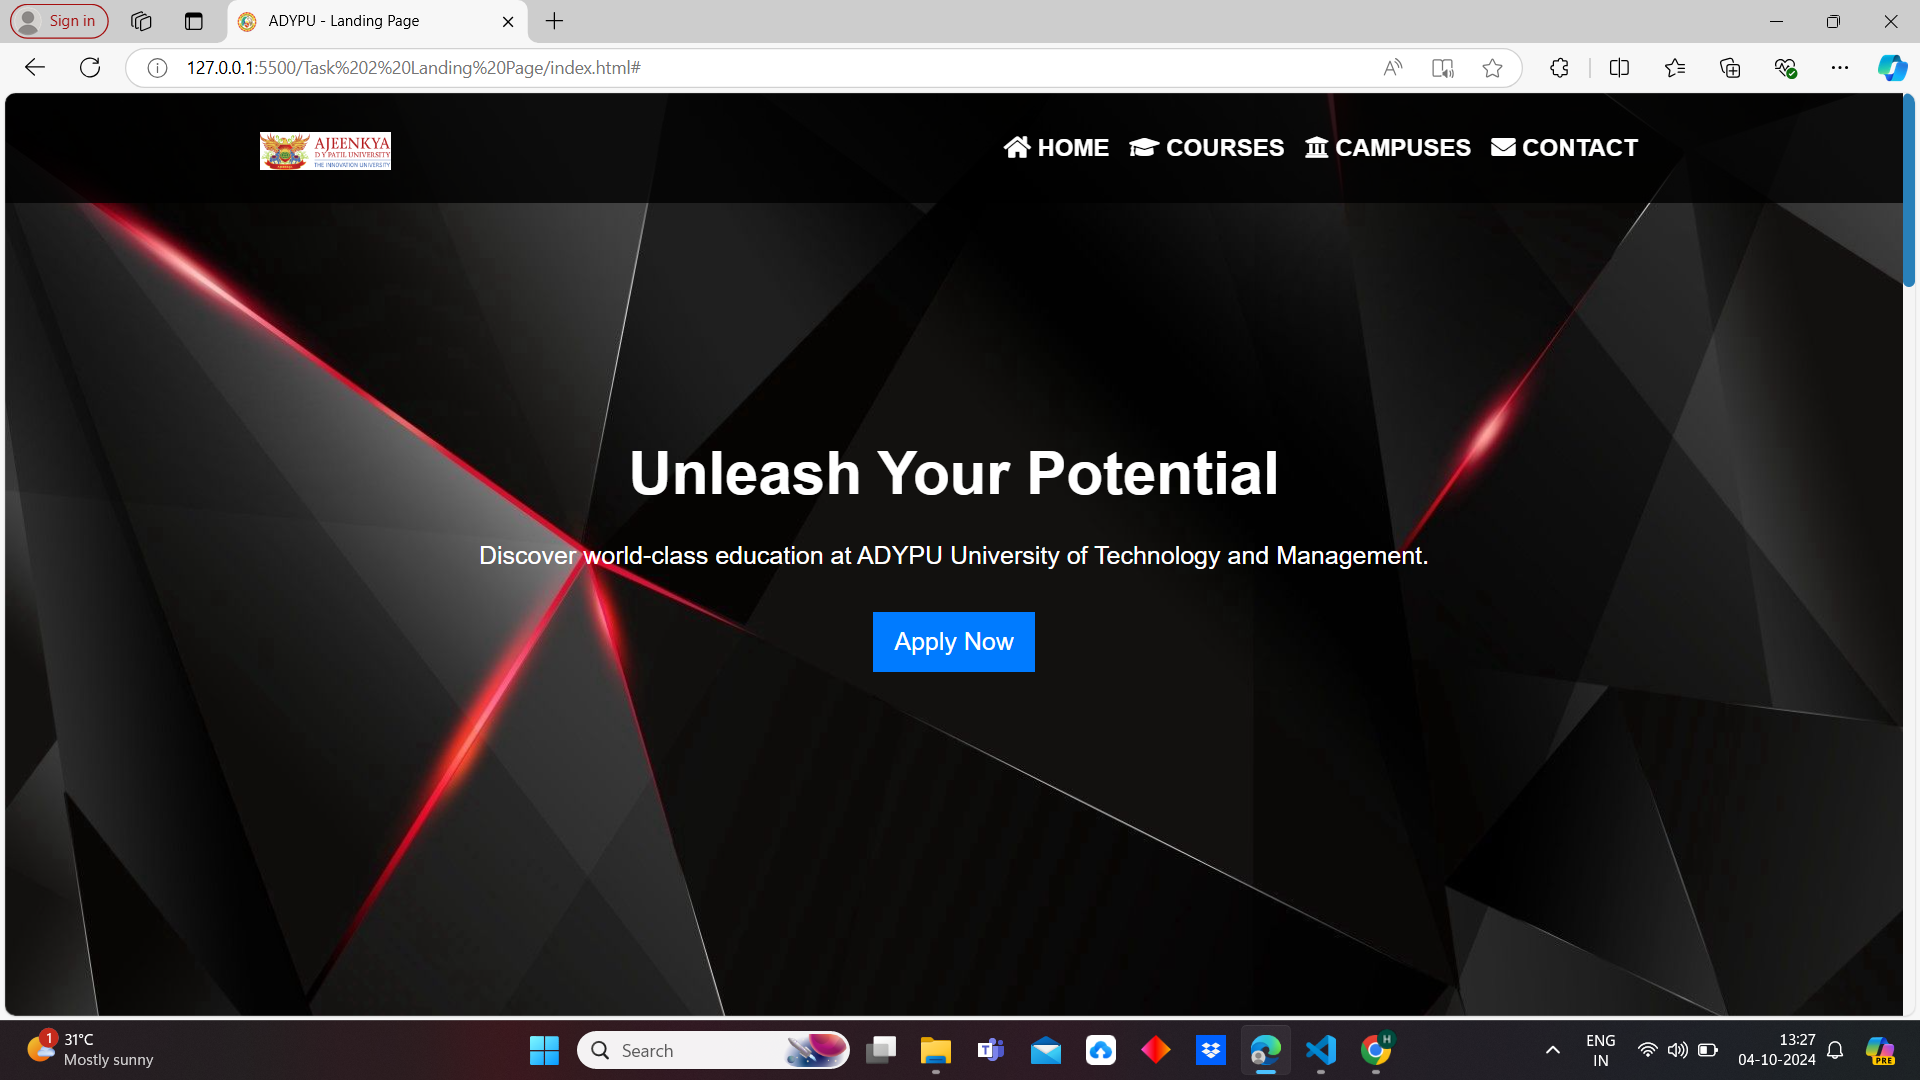 Sign in
ADYPU - Landing Page
127.0.0.1:5500/Task%202%20Landing%20Page/index.html#
AJEENKYA
D Y PATIL UNIVERSITY
THE INNOVATION UNIVERSITY
HOME COURSES CAMPUSES CONTACT
Unleash Your Potential
Discover world-class education at ADYPU University of Technology and Management.
Apply Now
1
31°C
Mostly sunny
Search
H
ENG
IN
13:27
04-10-2024
PRE